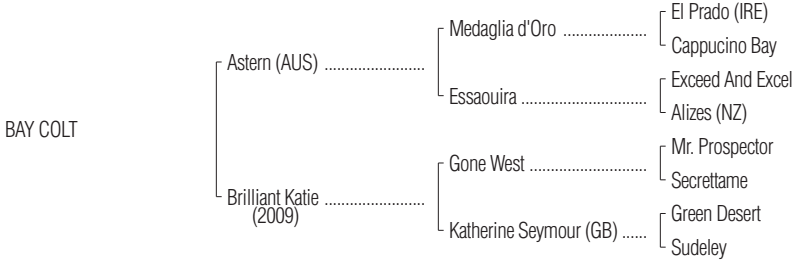 El Prado (IRE)
Medaglia d'Oro ....................
Cappucino Bay
Astern (AUS) ........................
Exceed And Excel
Essaouira ..............................
Alizes (NZ)
BAY COLT
Mr. Prospector
Gone West ............................
Secrettame
Brilliant Katie ........................
(2009)
Green Desert
Katherine Seymour (GB) ......
Sudeley